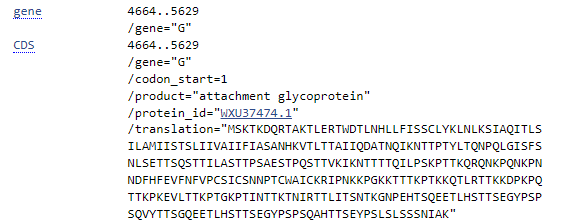 gene 4664..5629
/gene="G"
CDS 4664..5629
/gene="G"
/codon_start=1
/product="attachment glycoprotein"
/protein_id="WXU37474.1"
/translation="MSKTKDQRTAKTLERTWDTLNHLLFISSCLYKLNLKSIAQITLS
ILAMIISTSLIIVAIIFIASANHKVTLTTAIIQDATNQIKNTTPTYLTQNPQLGISFS
NLSETTSQSTTILASTTPSAESTPQSTTVKIKNTTTTQILPSKPTTKQRQNKPQNKPN
NDFHFEVFNFVPCSICSNNPTCWAICKRIPNKKPGKKTTTKPTKKQTLRTTKKDPKPQ
TTKPKEVLTTKPTGKPTINTTKTNIRTTLITSNTKGNPEHTSQEETLHSTTSEGYPSP
SQVYTTSGQEETLHSTTSEGYPSPSQAHTTSEYPSLSLSSSNIAK"